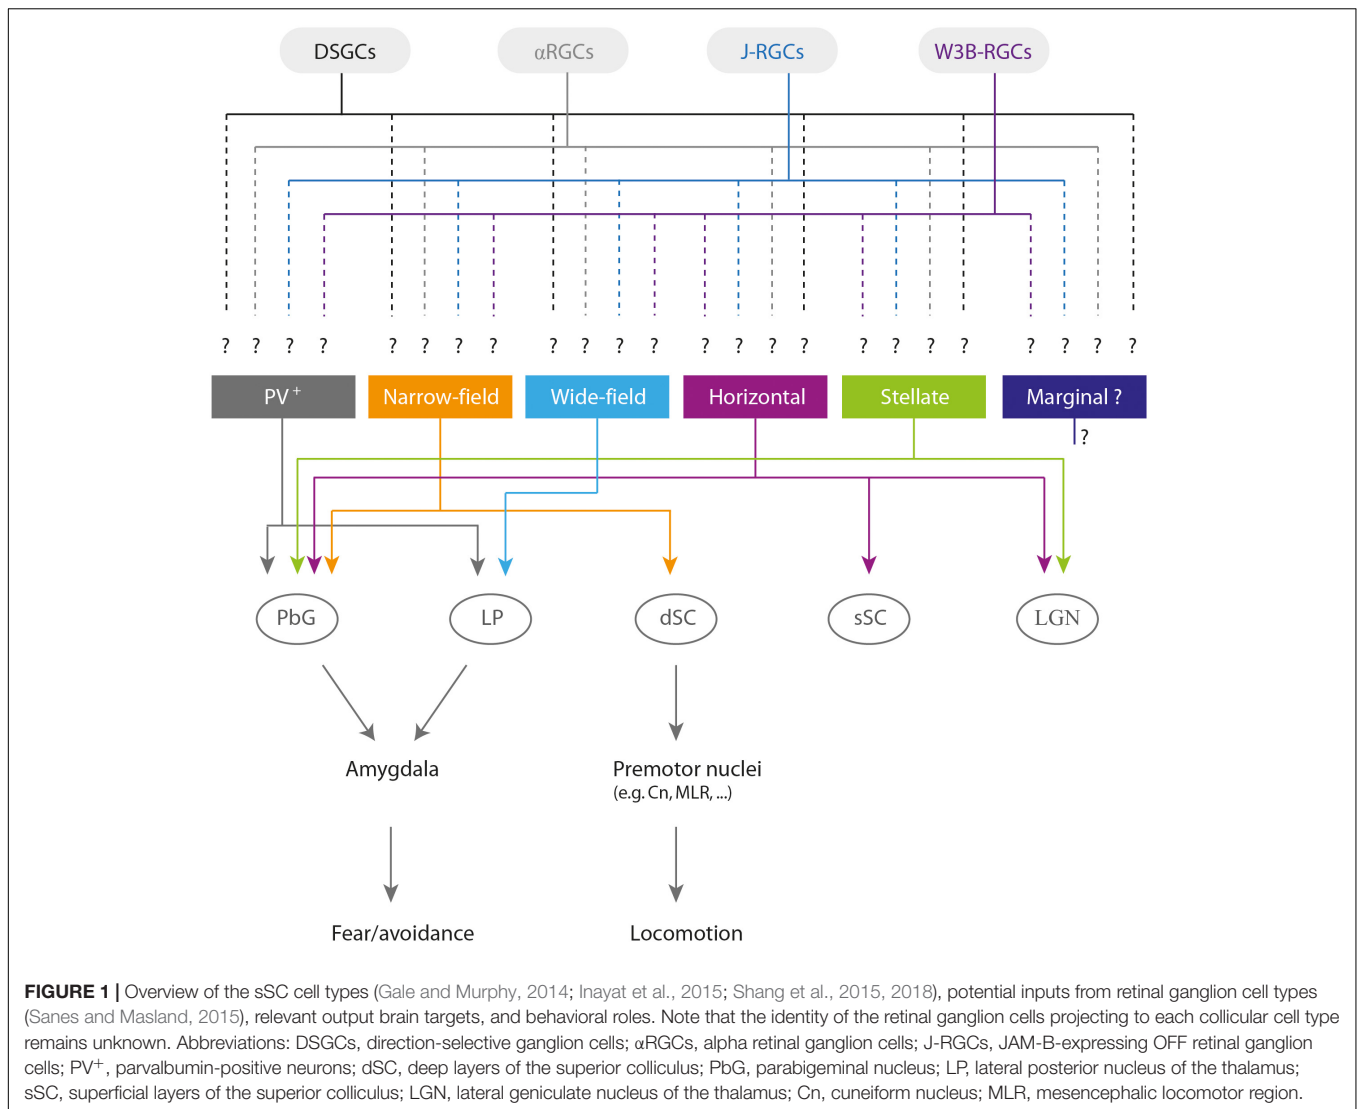 DSGCs αRGCs J-RGCs W3B-RGCs
? ? ? ? ? ? ? ? ? ? ? ? ? ? ? ? ? ? ? ? ? ? ? ?
PV+ Narrow-field Wide-field Horizontal Stellate Marginal ?
?
PbG LP dSC sSC LGN
Amygdala Premotor nuclei
(e.g. Cn, MLR, ...)
Fear/avoidance Locomotion
FIGURE 1 | Overview of the sSC cell types (Gale and Murphy, 2014; Inayat et al., 2015; Shang et al., 2015, 2018), potential inputs from retinal ganglion cell types
(Sanes and Masland, 2015), relevant output brain targets, and behavioral roles. Note that the identity of the retinal ganglion cells projecting to each collicular cell type
remains unknown. Abbreviations: DSGCs, direction-selective ganglion cells; αRGCs, alpha retinal ganglion cells; J-RGCs, JAM-B-expressing OFF retinal ganglion
cells; PV+, parvalbumin-positive neurons; dSC, deep layers of the superior colliculus; PbG, parabigeminal nucleus; LP, lateral posterior nucleus of the thalamus;
sSC, superficial layers of the superior colliculus; LGN, lateral geniculate nucleus of the thalamus; Cn, cuneiform nucleus; MLR, mesencephalic locomotor region.